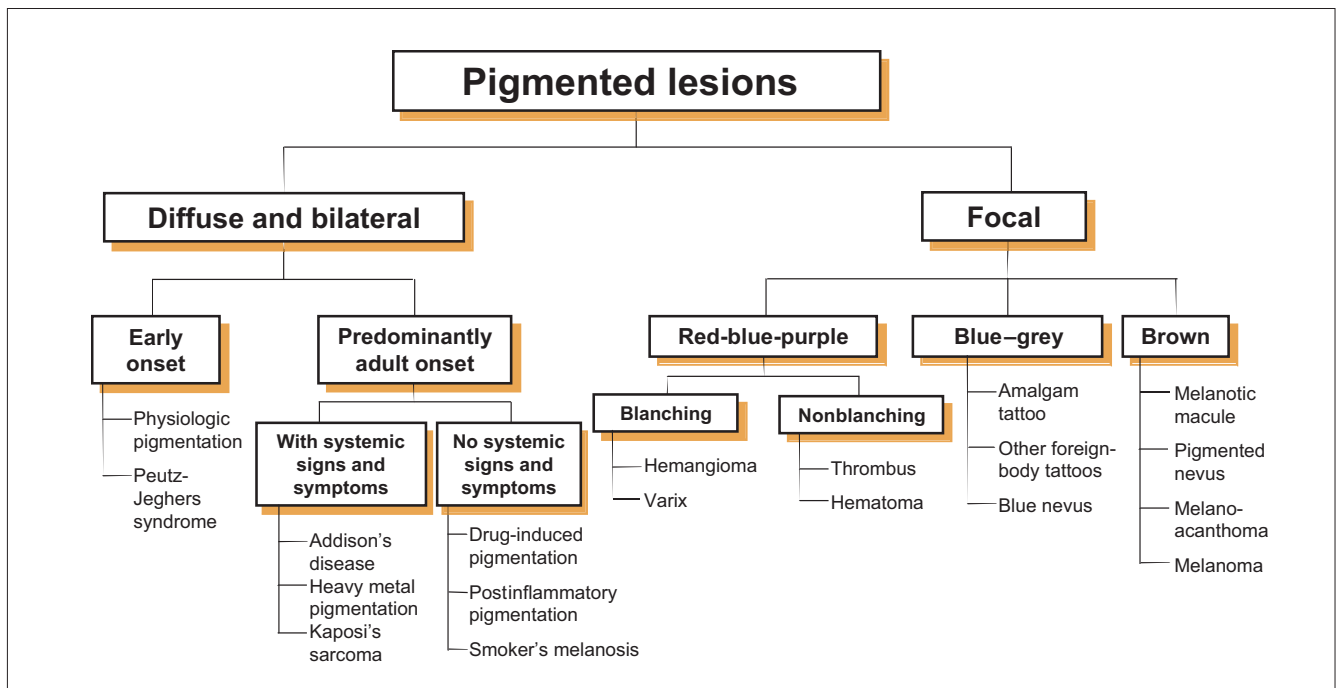 Pigmented lesions
Diffuse and bilateral
Focal
Early
onset
Predominantly
adult onset
Red-blue-purple
Blue–grey
Brown
Physiologic
pigmentation
Peutz-
Jeghers
syndrome
With systemic
signs and
symptoms
No systemic
signs and
symptoms
Addison's
disease
Heavy metal
pigmentation
Kaposi's
sarcoma
Drug-induced
pigmentation
Postinflammatory
pigmentation
Smoker's melanosis
Blanching
Nonblanching
Hemangioma
Varix
Thrombus
Hematoma
Amalgam
tattoo
Other foreign-
body tattoos
Blue nevus
Melanotic
macule
Pigmented
nevus
Melano-
acanthoma
Melanoma